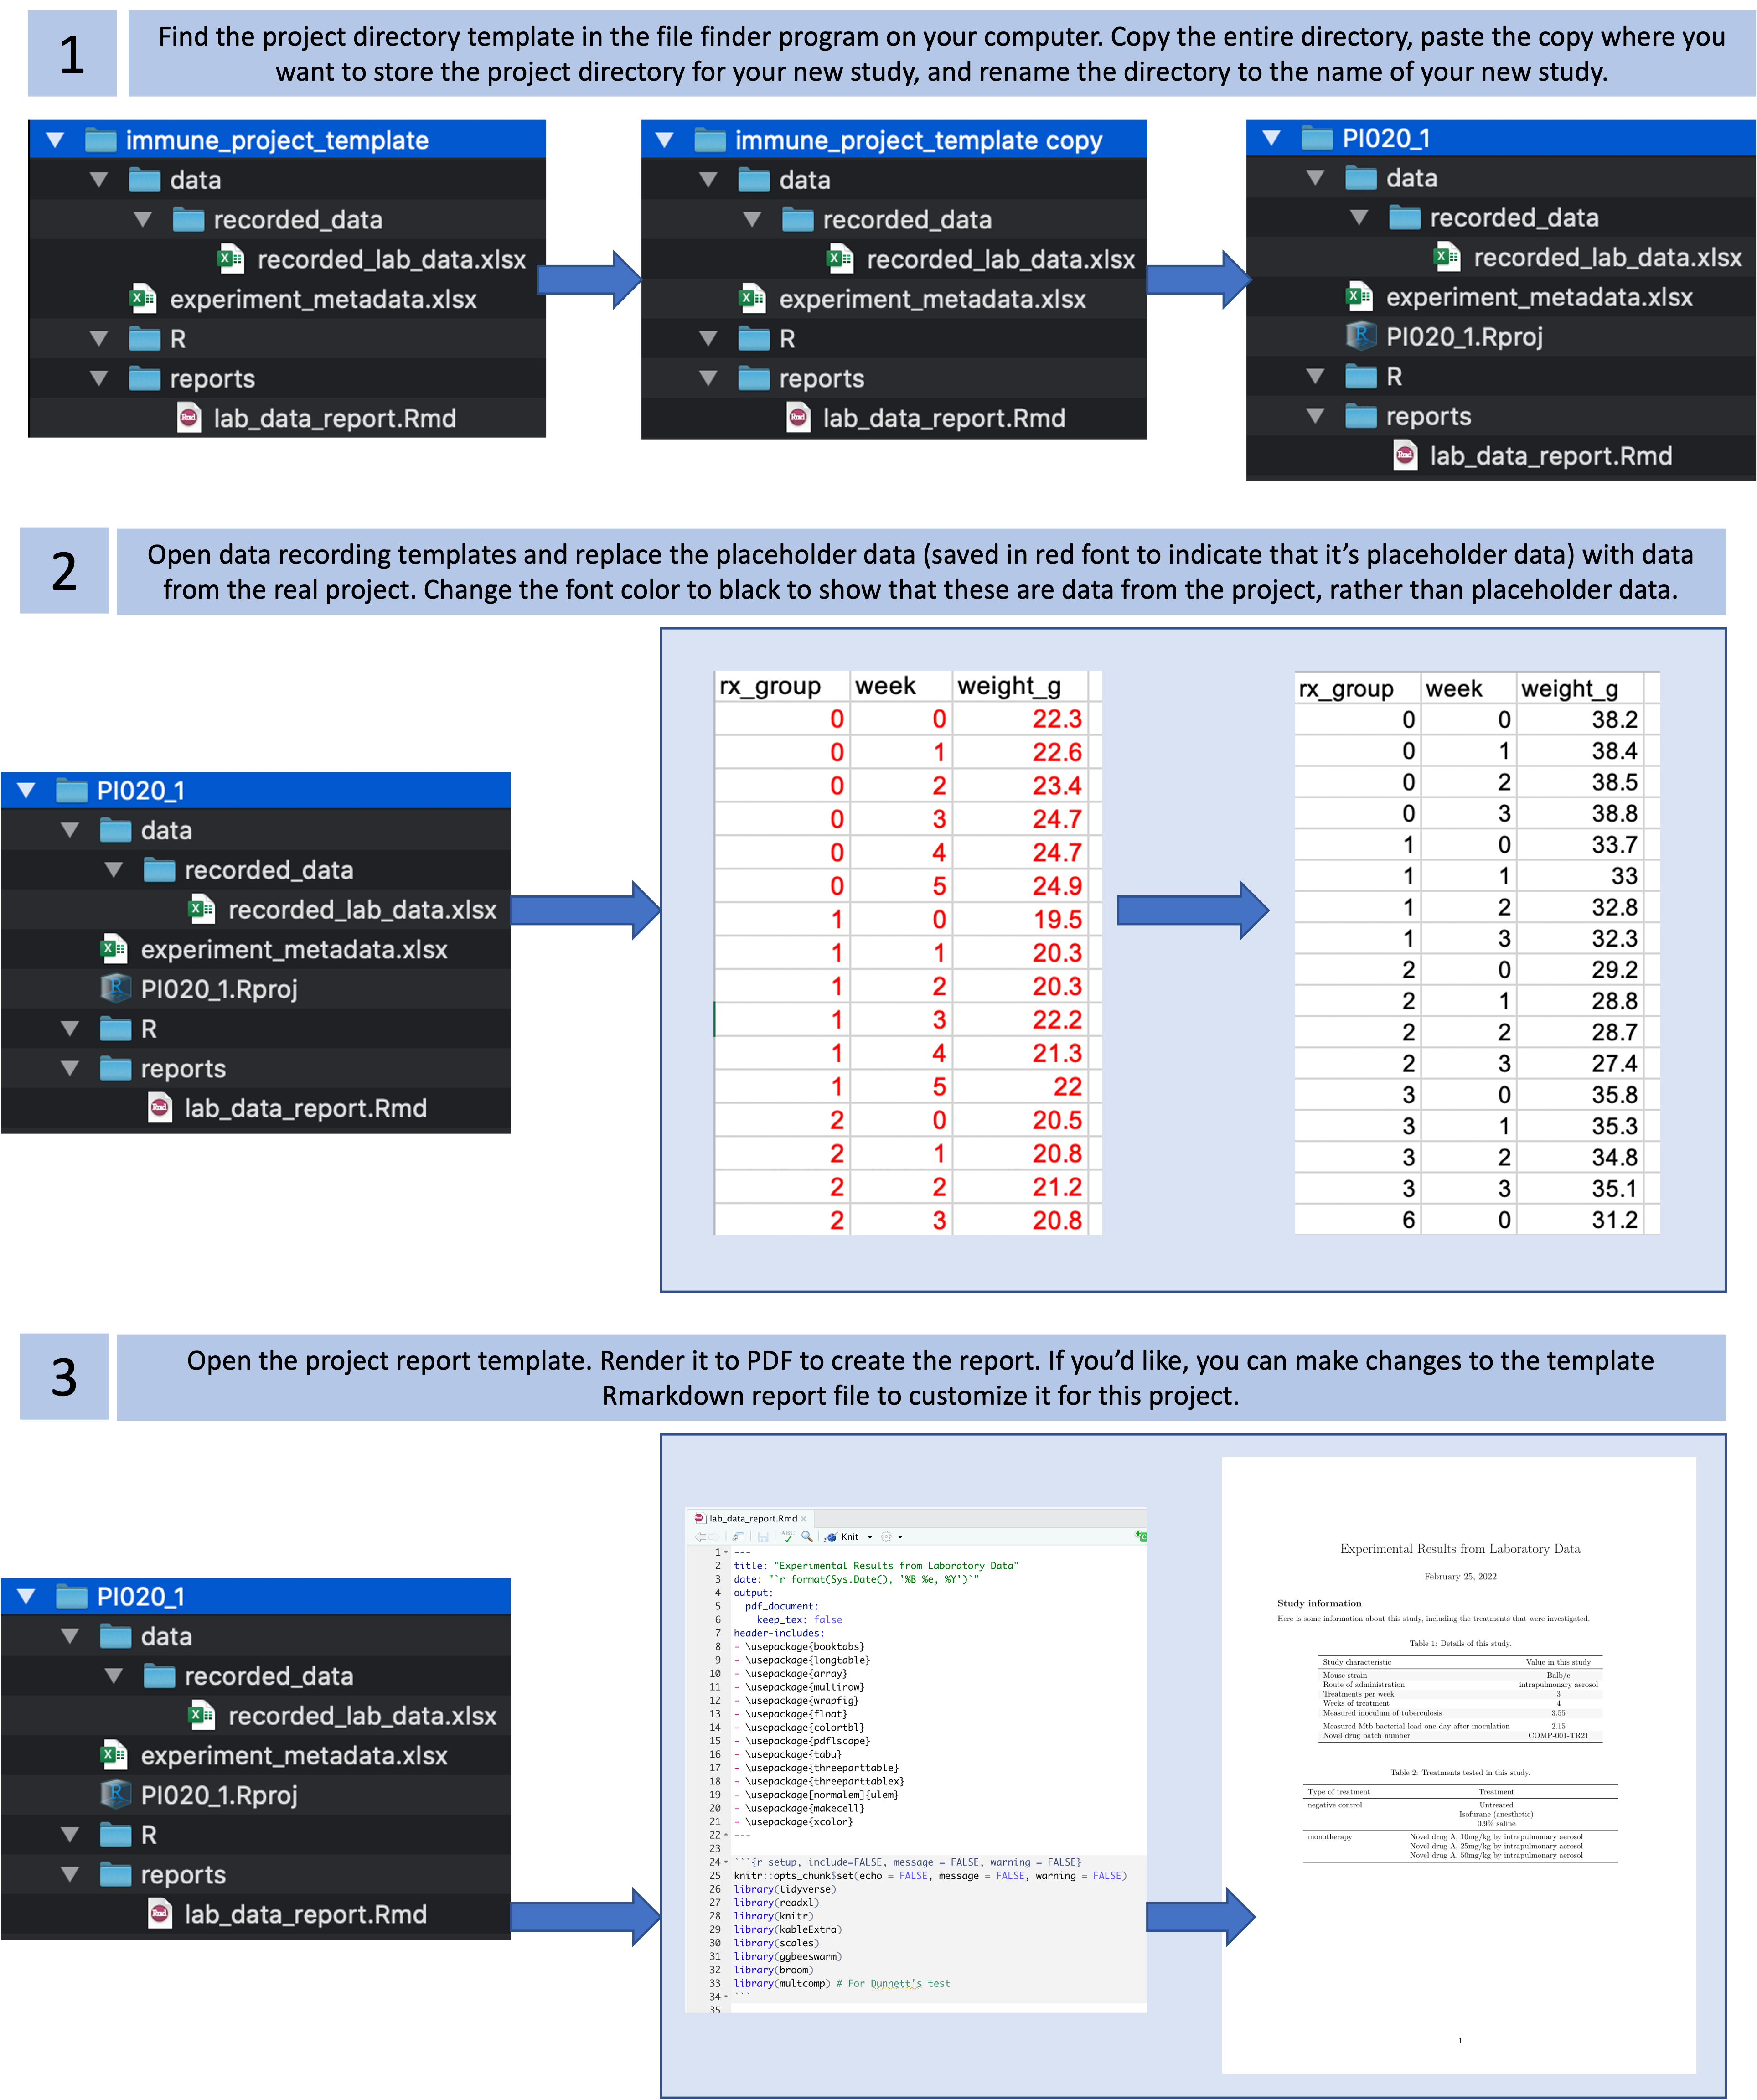 1
Find the project directory template in the file finder program on your computer. Copy the entire directory, paste the copy where you
want to store the project directory for your new study, and rename the directory to the name of your new study.
immune_project_template
data
recorded_data
recorded_lab_data.xlsx
experiment_metadata.xlsx
R
reports
lab_data_report.Rmd
immune_project_template copy
data
recorded_data
recorded_lab_data.xlsx
experiment_metadata.xlsx
R
reports
lab_data_report.Rmd
PI020_1
data
recorded_data
recorded_lab_data.xlsx
experiment_metadata.xlsx
PI020_1.Rproj
R
reports
lab_data_report.Rmd
2
Open data recording templates and replace the placeholder data (saved in red font to indicate that it's placeholder data) with data
from the real project. Change the font color to black to show that these are data from the project, rather than placeholder data.
PI020_1
data
recorded_data
recorded_lab_data.xlsx
experiment_metadata.xlsx
PI020_1.Rproj
R
reports
lab_data_report.Rmd
rx_group week weight_g
0 0 22.3
0 1 22.6
0 2 23.4
0 3 24.7
0 4 24.7
0 5 24.9
1 0 19.5
1 1 20.3
1 2 20.3
1 3 22.2
1 4 21.3
1 5 22
2 0 20.5
2 1 20.8
2 2 21.2
2 3 20.8
rx_group week weight_g
0 0 38.2
0 1 38.4
0 2 38.5
0 3 38.8
1 0 33.7
1 1 33
1 2 32.8
1 3 32.3
2 0 29.2
2 1 28.8
2 2 28.7
2 3 27.4
3 0 35.8
3 1 35.3
3 2 34.8
3 3 35.1
6 0 31.2
3
Open the project report template. Render it to PDF to create the report. If you'd like, you can make changes to the template
Rmarkdown report file to customize it for this project.
PI020_1
data
recorded_data
recorded_lab_data.xlsx
experiment_metadata.xlsx
PI020_1.Rproj
R
reports
lab_data_report.Rmd
lab_data_report.Rmd
ABC Knit
1 ---
2 title: "Experimental Results from Laboratory Data"
3 date: "`r format(Sys.Date(), '%B %e, %Y')`"
4 output:
5 pdf_document:
6 keep_tex: false
7 header-includes:
8 - \usepackage{booktabs}
9 - \usepackage{longtable}
10 - \usepackage{array}
11 - \usepackage{multirow}
12 - \usepackage{wrapfig}
13 - \usepackage{float}
14 - \usepackage{colortbl}
15 - \usepackage{pdflscape}
16 - \usepackage{tabu}
17 - \usepackage{threeparttable}
18 - \usepackage{threeparttablex}
19 - \usepackage[normalem]{ulem}
20 - \usepackage{makecell}
21 - \usepackage{xcolor}
22 ---
23
24 ```{r setup, include=FALSE, message = FALSE, warning = FALSE}
25 knitr::opts_chunk$set(echo = FALSE, message = FALSE, warning = FALSE)
26 library(tidyverse)
27 library(readxl)
28 library(knitr)
29 library(kableExtra)
30 library(scales)
31 library(ggbeeswarm)
32 library(broom)
33 library(multcomp) # For Dunnett's test
34 ```
35
Experimental Results from Laboratory Data
February 25, 2022
Study information
Here is some information about this study, including the treatments that were investigated.
Table 1: Details of this study.
Study characteristic Value in this study
Mouse strain Balb/c
Route of administration intrapulmonary aerosol
Treatments per week 3
Weeks of treatment 4
Measured inoculum of tuberculosis 3.55
Measured Mtb bacterial load one day after inoculation 2.15
Novel drug batch number COMP-001-TR21
Table 2: Treatments tested in this study.
Type of treatment Treatment
negative control Untreated
Isofurane (anesthetic)
0.9% saline
monotherapy Novel drug A, 10mg/kg by intrapulmonary aerosol
Novel drug A, 25mg/kg by intrapulmonary aerosol
Novel drug A, 50mg/kg by intrapulmonary aerosol
1